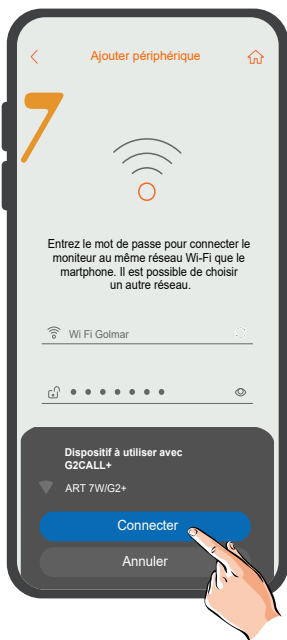 Ajouter périphérique
7
Entrez le mot de passe pour connecter le
moniteur au même réseau Wi-Fi que le
martphone. Il est possible de choisir
un autre réseau.
Wi Fi Golmar
Dispositif à utiliser avec
G2CALL+
ART 7W/G2+
Connecter
Annuler